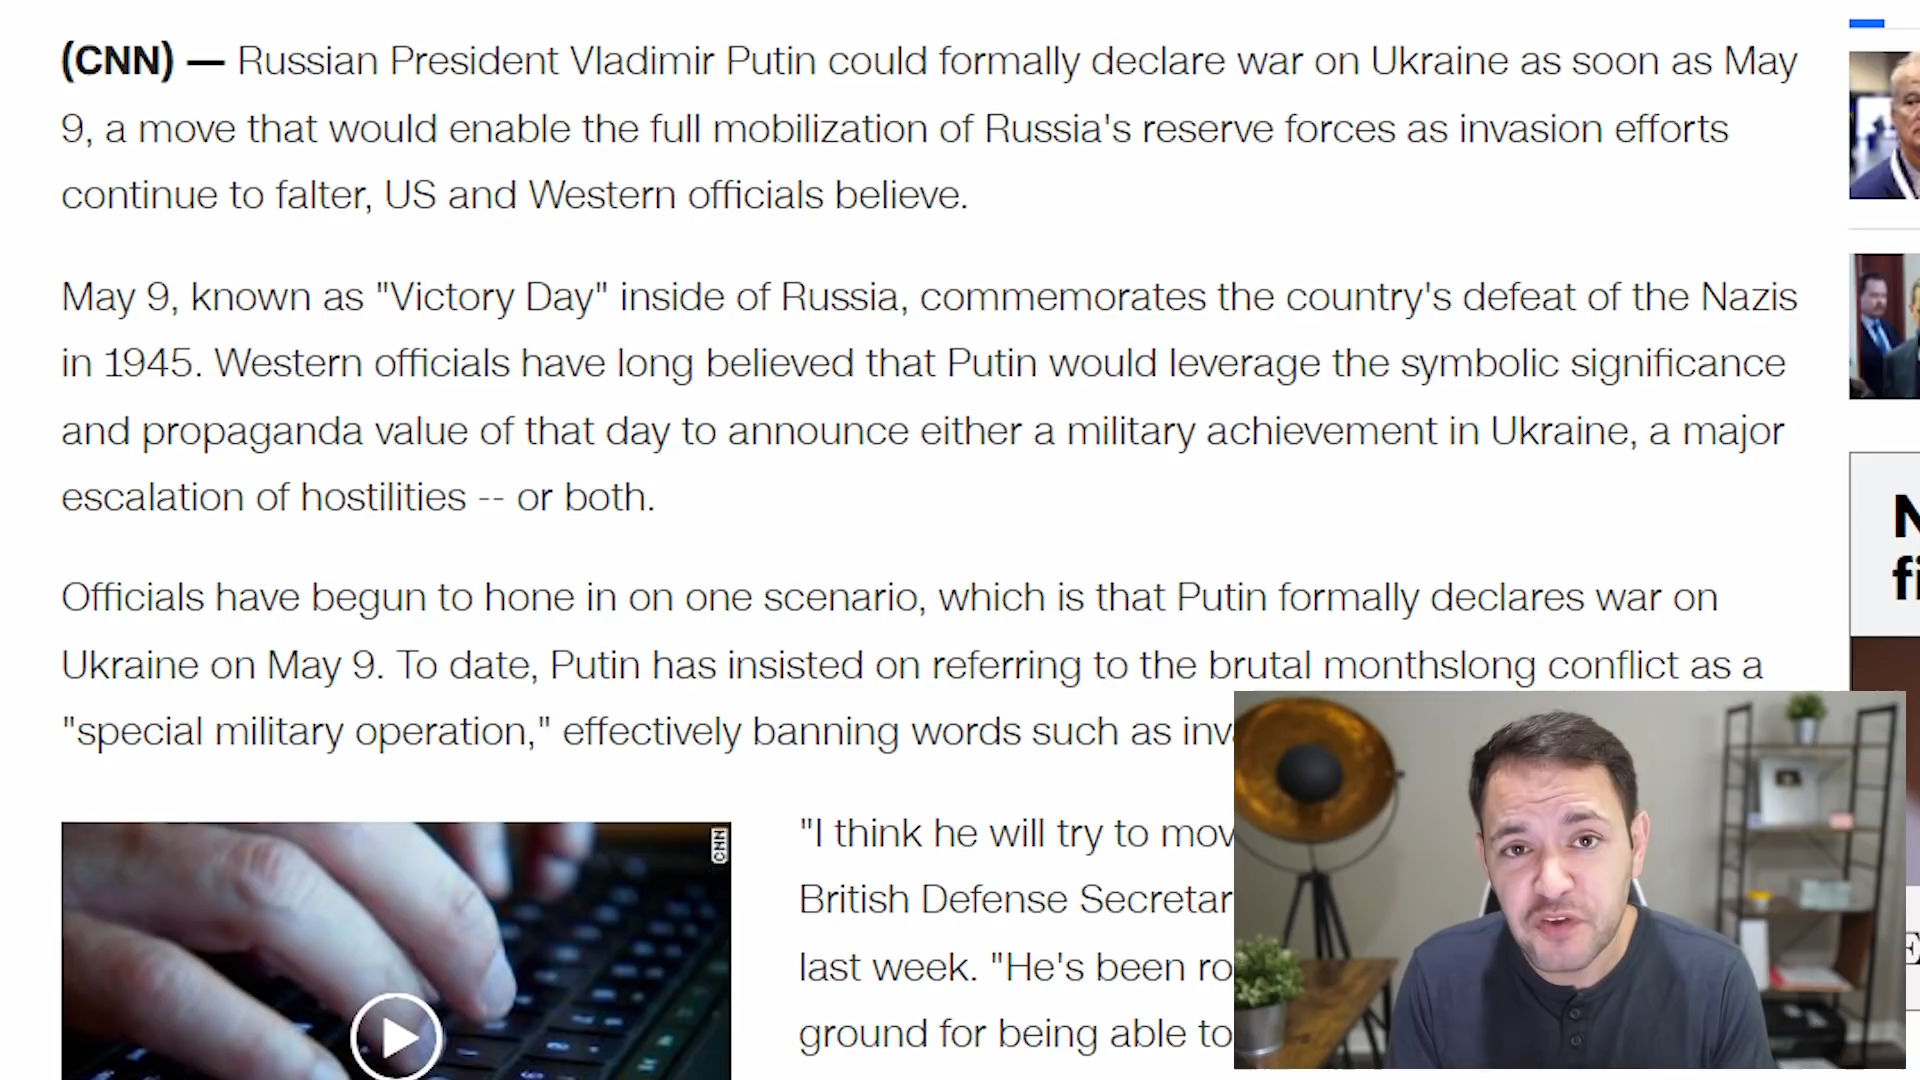 (CNN) — Russian President Vladimir Putin could formally declare war on Ukraine as soon as May
9, a move that would enable the full mobilization of Russia's reserve forces as invasion efforts
continue to falter, US and Western officials believe.
May 9, known as "Victory Day" inside of Russia, commemorates the country's defeat of the Nazis
in 1945. Western officials have long believed that Putin would leverage the symbolic significance
and propaganda value of that day to announce either a military achievement in Ukraine, a major
escalation of hostilities -- or both.
Officials have begun to hone in on one scenario, which is that Putin formally declares war on
Ukraine on May 9. To date, Putin has insisted on referring to the brutal monthslong conflict as a
"special military operation," effectively banning words such as
CNN
"I think he will try to
British Defense
last week. "He's been
ground for being able to